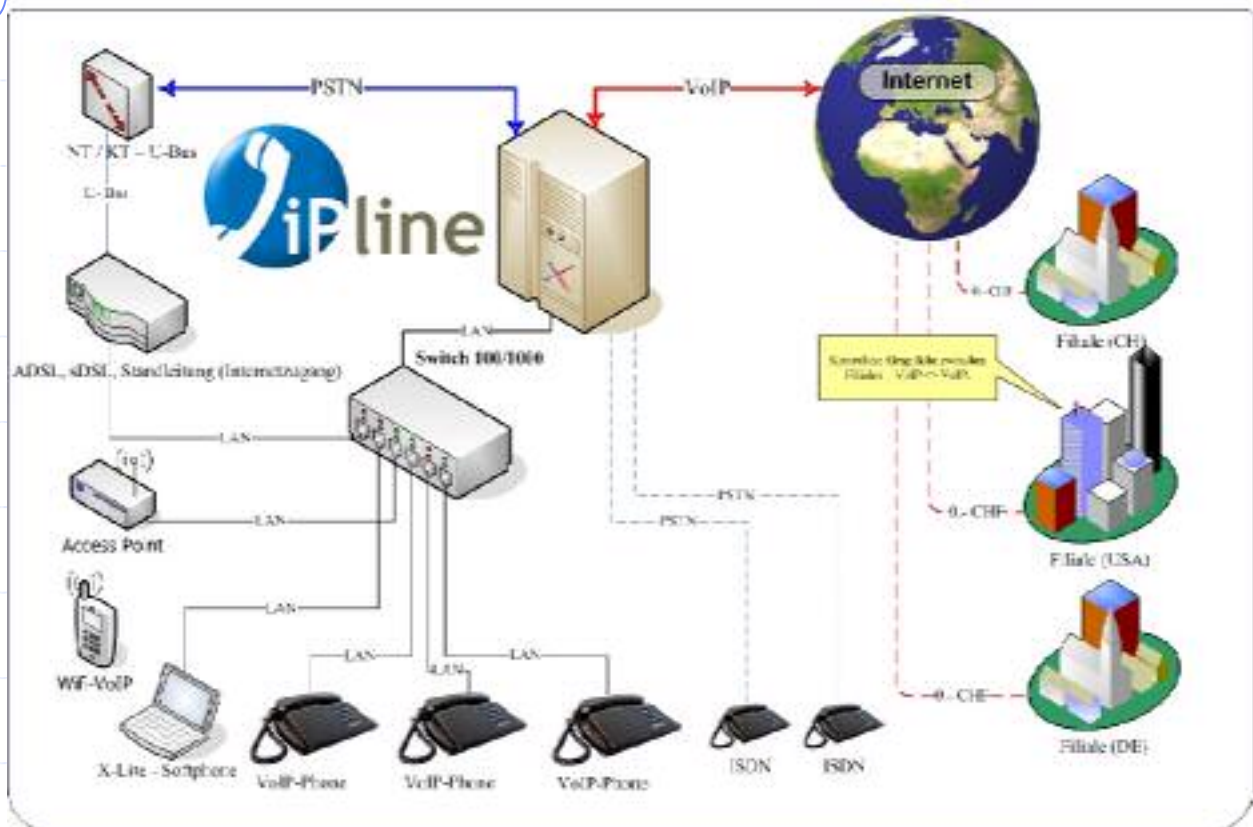 PSTN
VoIP
Internet
NT / KT – U-Bus
U- Bus
iPline
LAN
Switch 100/1000
ADSL, sDSL, Standleitung (Internetzugang)
0.-CHF
Filiale (CH)
Filialen : VoIP <> VoIP.
LAN
Access Point
LAN
PSTN
PSTN
0.- CHF
Filiale (USA)
WiF-VoIP
LAN
LAN
LAN
LAN
X-Lite - Softphone
VoIP-Phone
VoIP-Phone
VoIP-Phone
ISDN
ISDN
0.- CHF
Filiale (DE)